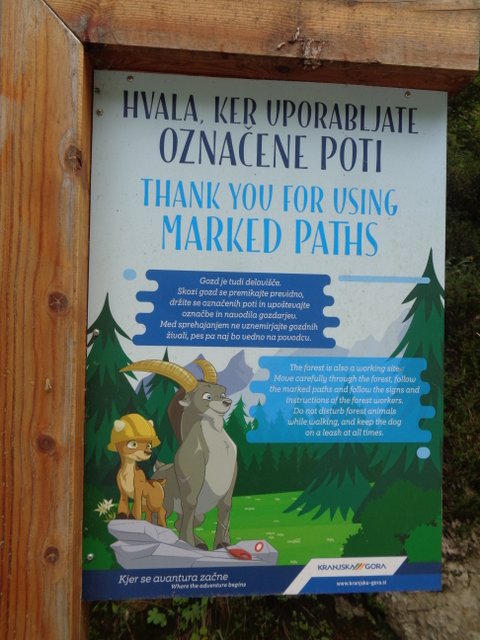 HVALA, KER UPORABLJATE
OZNAČENE POTI
THANK YOU FOR USING
MARKED PATHS
Gozd je tudi delovišče.
Skozi gozd se premikajte previdno,
držite se označenih poti in upoštevajte
označbe in navodila gozdarjev.
Med sprehajanjem ne vznemirjajte gozdnih
živali, pes pa naj bo vedno na povodcu.
The forest is also a working site.
Move carefully through the forest, follow
the marked paths and follow the signs and
instructions of the forest workers.
Do not disturb forest animals
while walking, and keep the dog
on a leash at all times.
Kjer se avantura začne
Where the adventure begins
KRANJSKA GORA
www.kranjska-gora.si